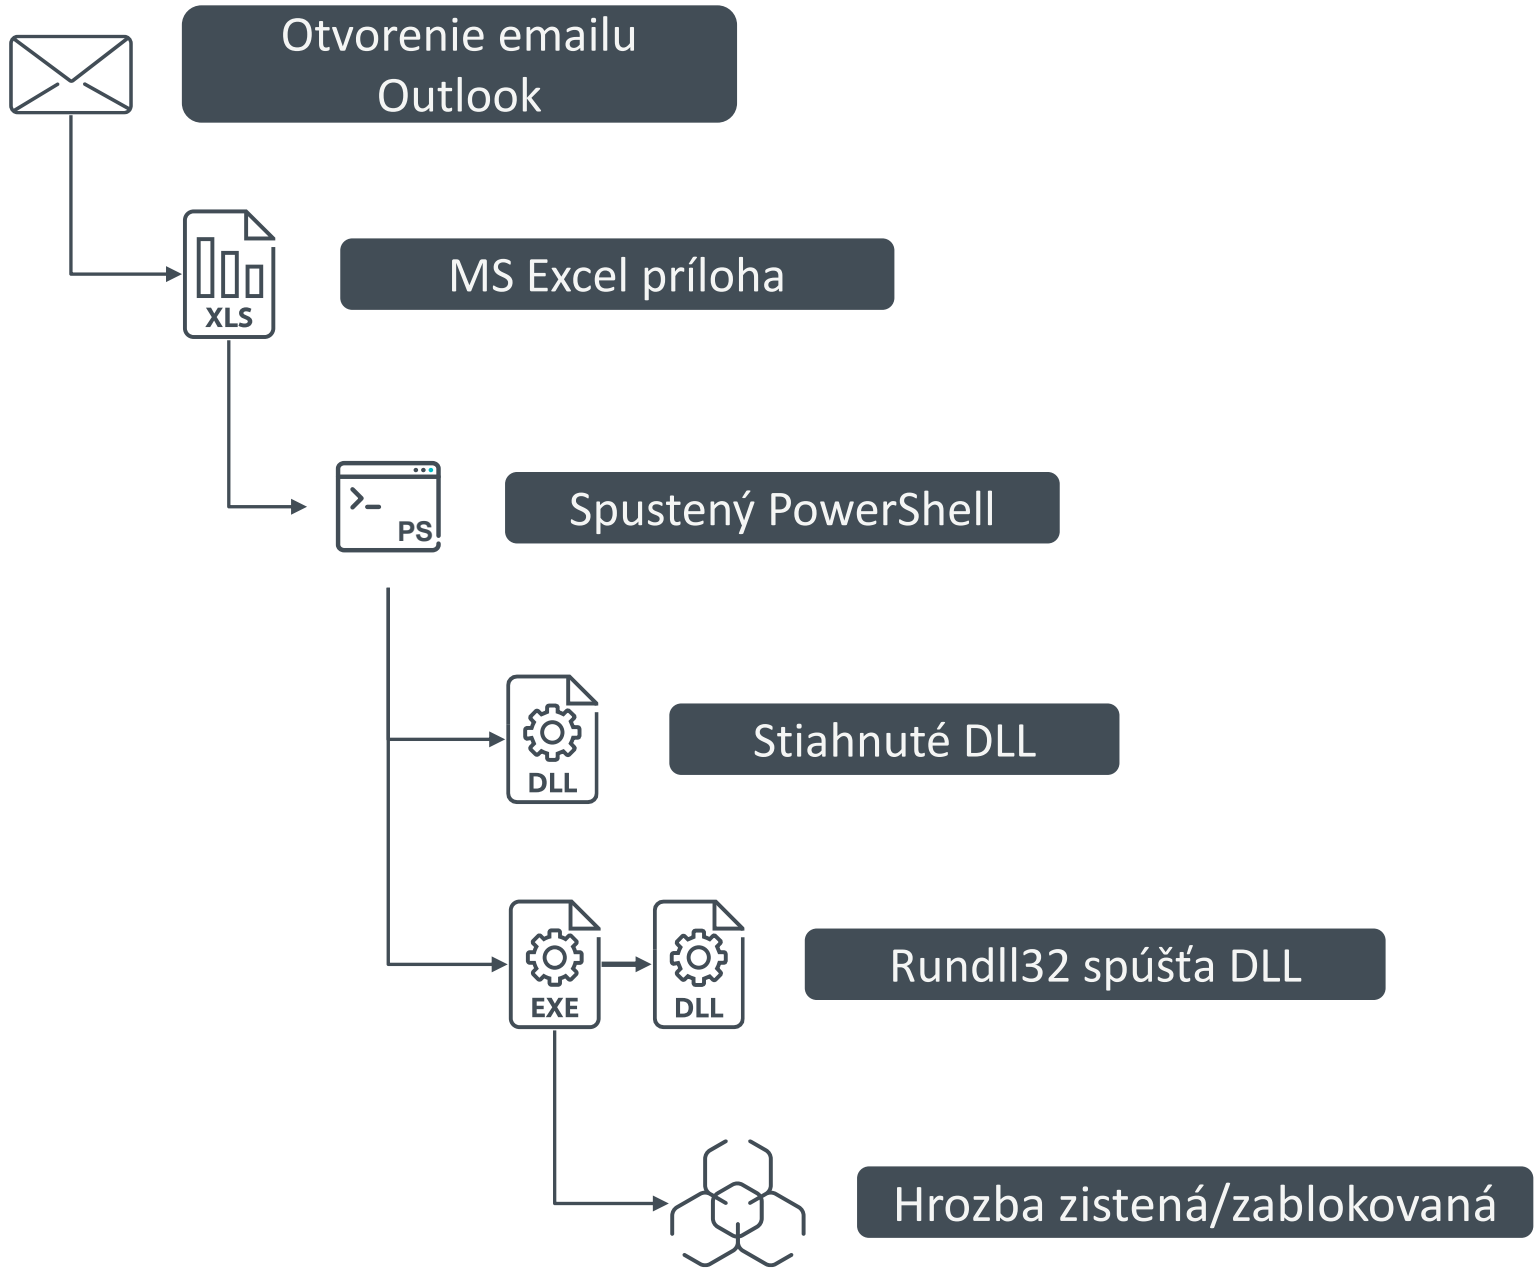 Otvorenie emailu
Outlook
XLS
MS Excel príloha
PS
Spustený PowerShell
DLL
Stiahnuté DLL
EXE
DLL
Rundll32 spúšťa DLL
Hrozba zistená/zablokovaná